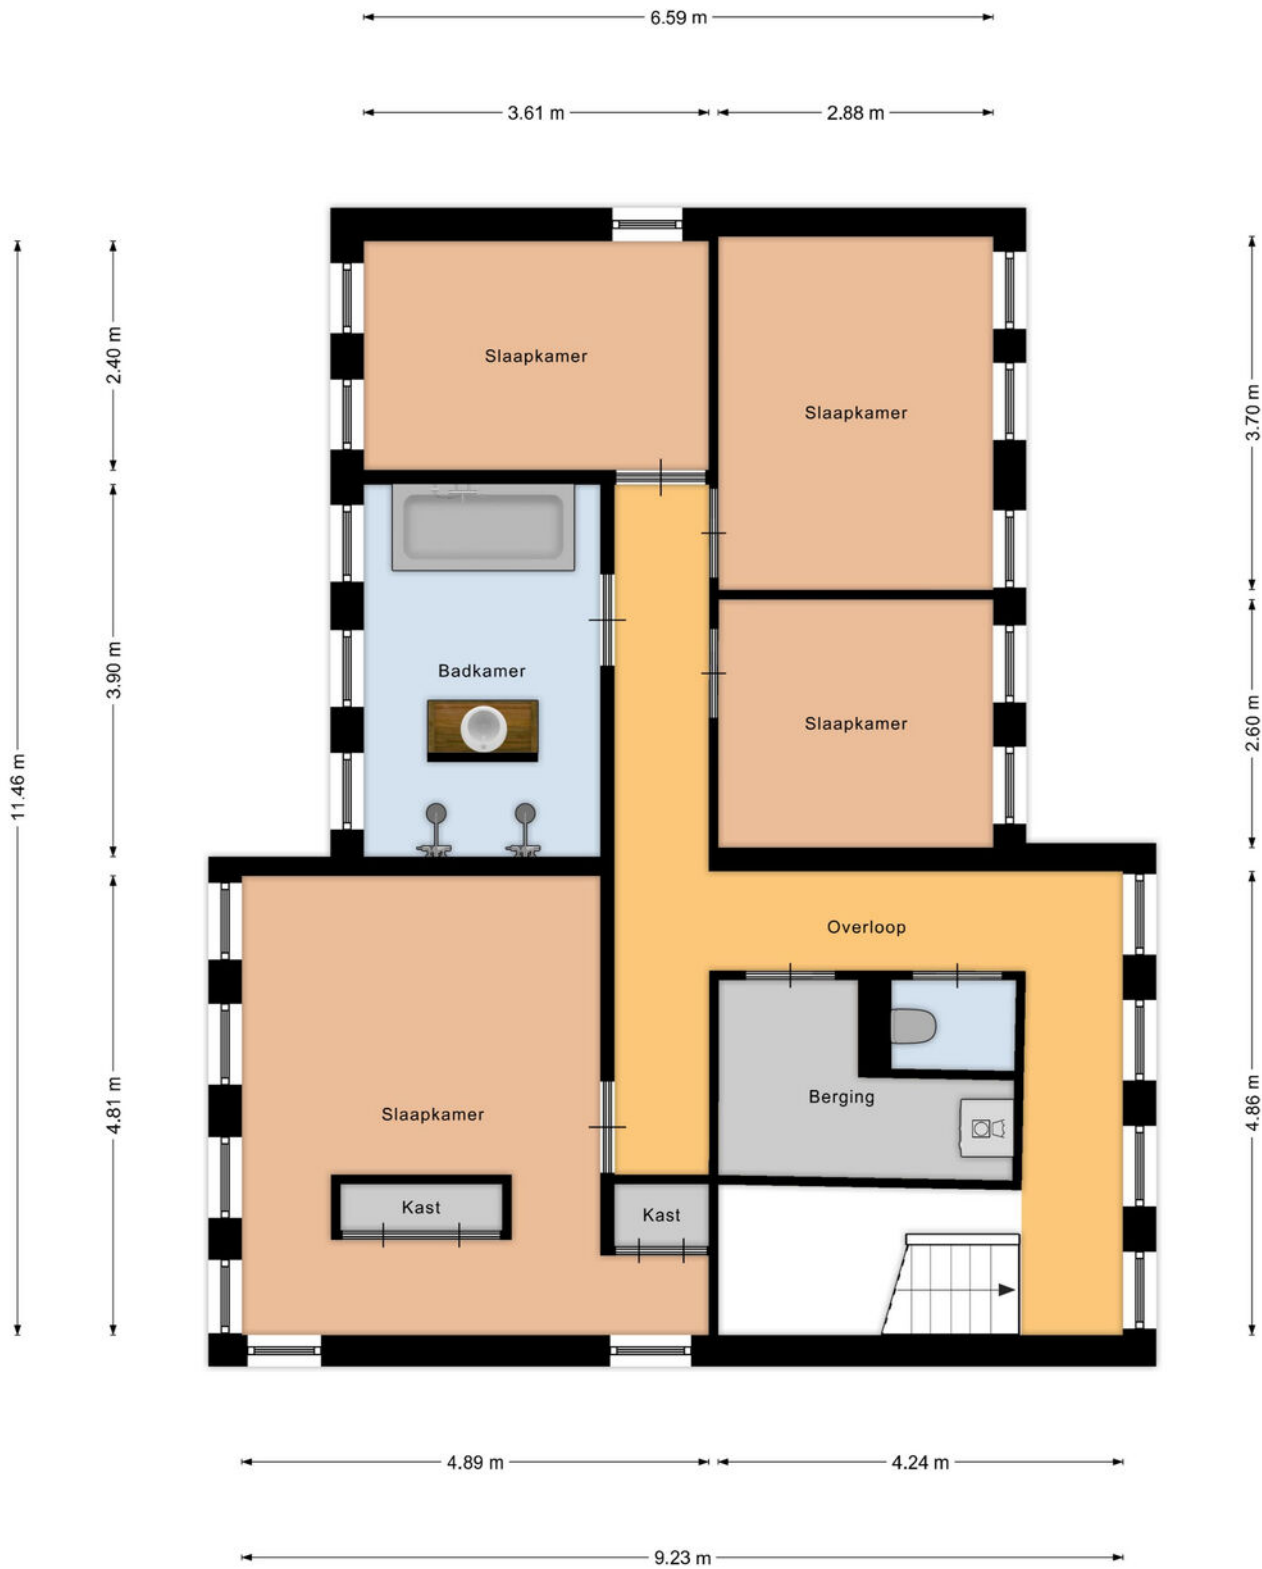 6.59 m
3.61 m
2.88 m
2.40 m
3.70 m
Slaapkamer
Slaapkamer
3.90 m
Badkamer
2.60 m
Slaapkamer
11.46 m
Overloop
4.81 m
Slaapkamer
Berging
4.86 m
Kast
Kast
4.89 m
4.24 m
9.23 m